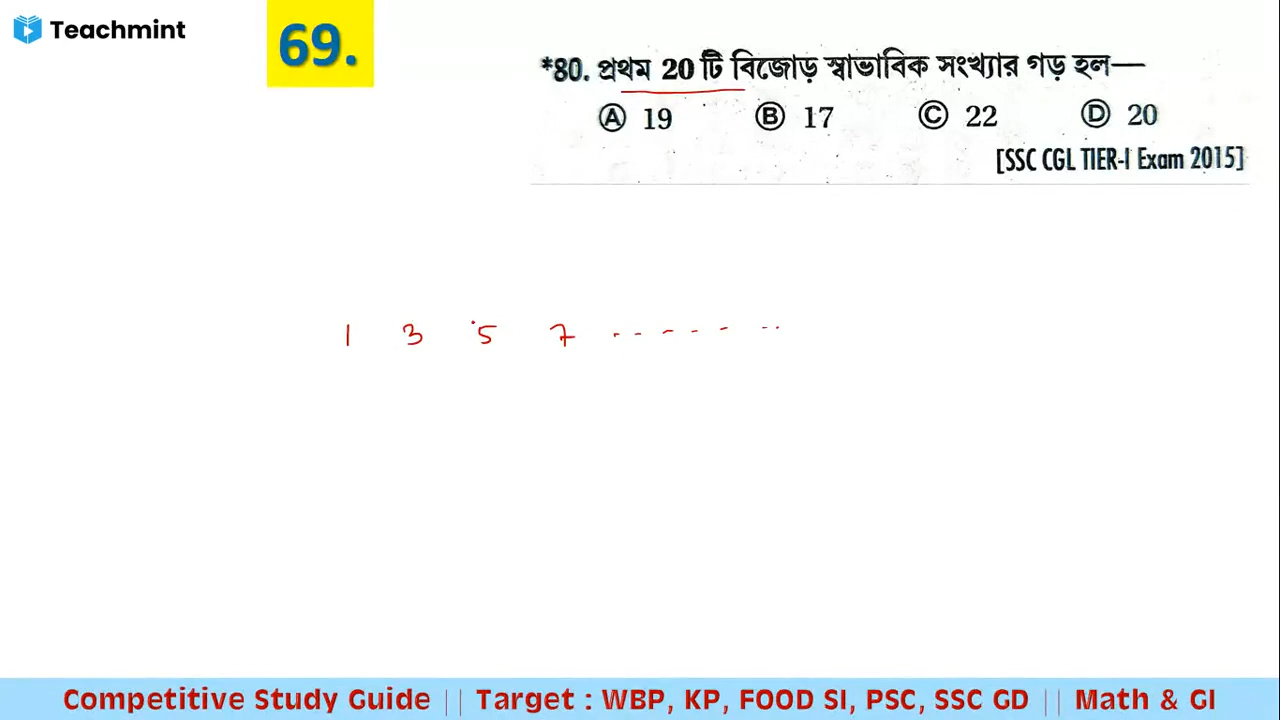 Teachmint
69.
*80. প্রথম 20 টি বিজোড় স্বাভাবিক সংখ্যার গড় হল—
Ⓐ 19 Ⓑ 17 Ⓒ 22 Ⓓ 20
[SSC CGL TIER-I Exam 2015]
1 3 5 7 .........
Competitive Study Guide || Target : WBP, KP, FOOD SI, PSC, SSC GD || Math & GI